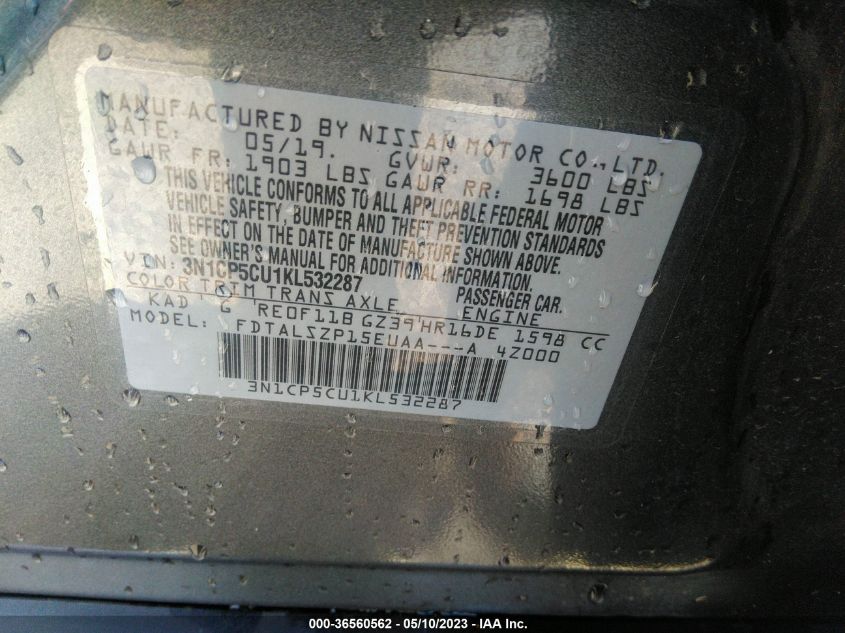 MANUFACTURED BY NISSAN MOTOR CO., LTD.
DATE: 05/19. GVWR: 3600 LBS
GAWR FR: 1903 LBS GAWR RR: 1698 LBS
THIS VEHICLE CONFORMS TO ALL APPLICABLE FEDERAL MOTOR
VEHICLE SAFETY, BUMPER AND THEFT PREVENTION STANDARDS
IN EFFECT ON THE DATE OF MANUFACTURE SHOWN ABOVE.
SEE OWNER'S MANUAL FOR ADDITIONAL INFORMATION.
VIN: 3N1CP5CU1KL532287 PASSENGER CAR.
COLOR TRIM TRANS AXLE ENGINE
KAD G RE0F11B GZ39 HR16DE 1598 CC
MODEL: FDTALSZP15EUAA---A 4Z000
3N1CP5CU1KL532287
000-36560562 — 05/10/2023 — IAA Inc.